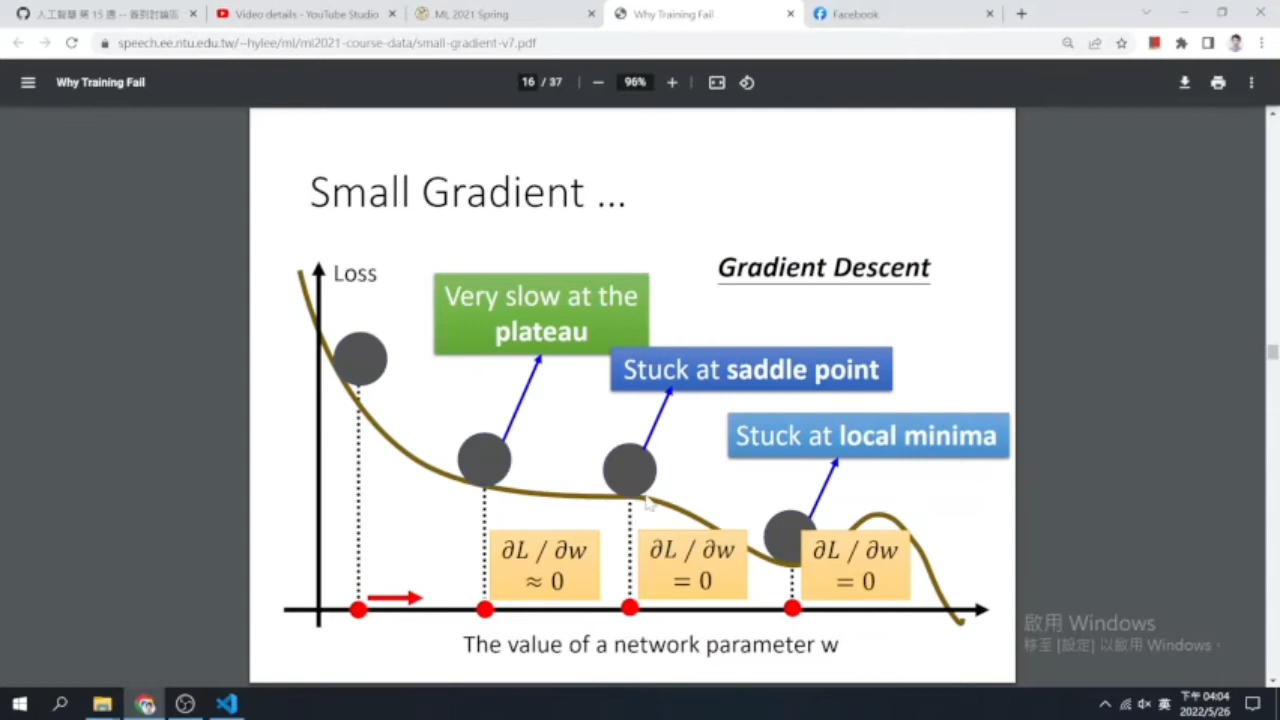 人工智慧 第 15 週 -- 簽到討論區
Video details - YouTube Studio
ML 2021 Spring
Why Training Fail
Facebook
speech.ee.ntu.edu.tw/~hylee/ml/ml2021-course-data/small-gradient-v7.pdf
Why Training Fail
16 / 37
96%
Small Gradient ...
Loss
Gradient Descent
Very slow at the
plateau
Stuck at saddle point
Stuck at local minima
∂L / ∂w
≈ 0
∂L / ∂w
= 0
∂L / ∂w
= 0
The value of a network parameter w
啟用 Windows
移至 [設定] 以啟用 Windows。
英
下午 04:04
2022/5/26